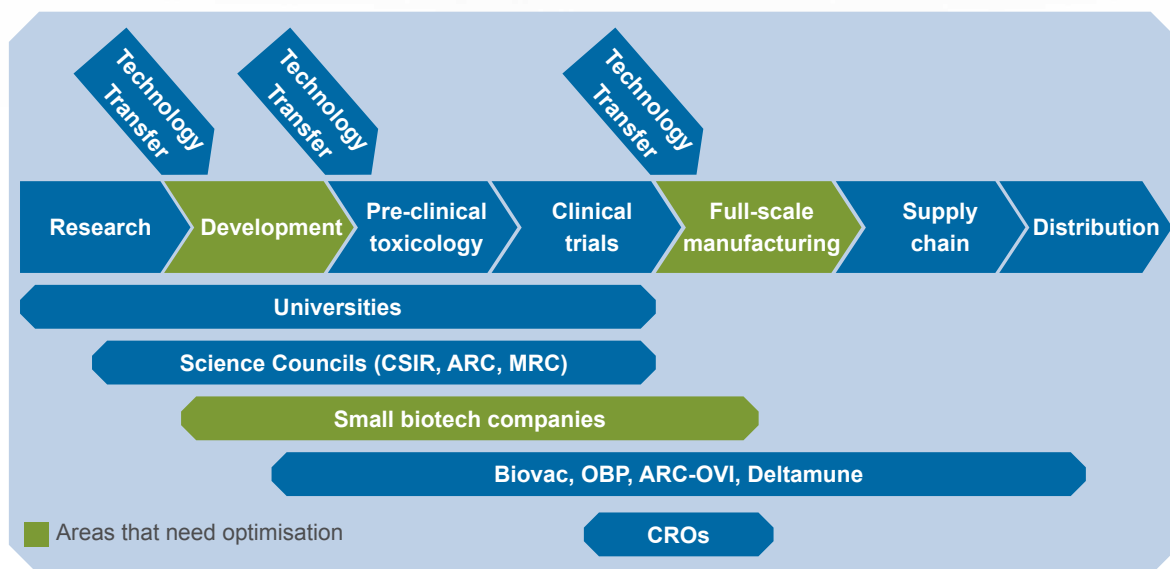 Technology
Transfer
Technology
Transfer
Technology
Transfer
Research
Development
Pre-clinical
toxicology
Clinical
trials
Full-scale
manufacturing
Supply
chain
Distribution
Universities
Science Councils (CSIR, ARC, MRC)
Small biotech companies
Biovac, OBP, ARC-OVI, Deltamune
CROs
Areas that need optimisation